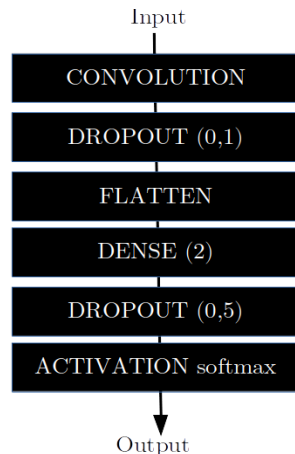 Input
CONVOLUTION
DROPOUT (0,1)
FLATTEN
DENSE (2)
DROPOUT (0,5)
ACTIVATION softmax
Output